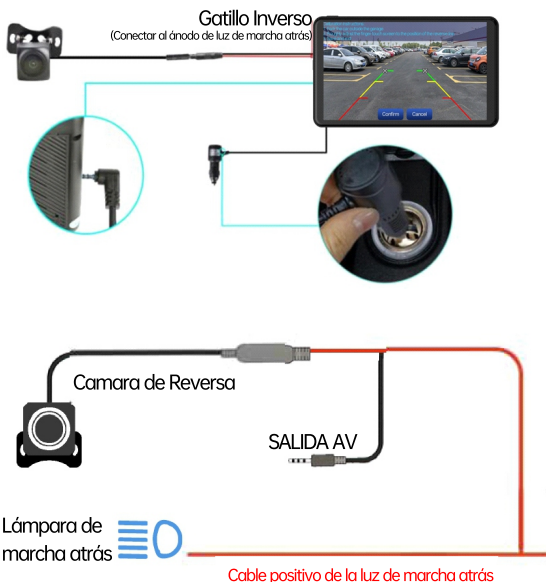 Gatillo Inverso
(Conectar al ánodo de luz de marcha atrás)
Confirm
Cancel
Camara de Reversa
SALIDA AV
Lámpara de
marcha atrás
Cable positivo de la luz de marcha atrás